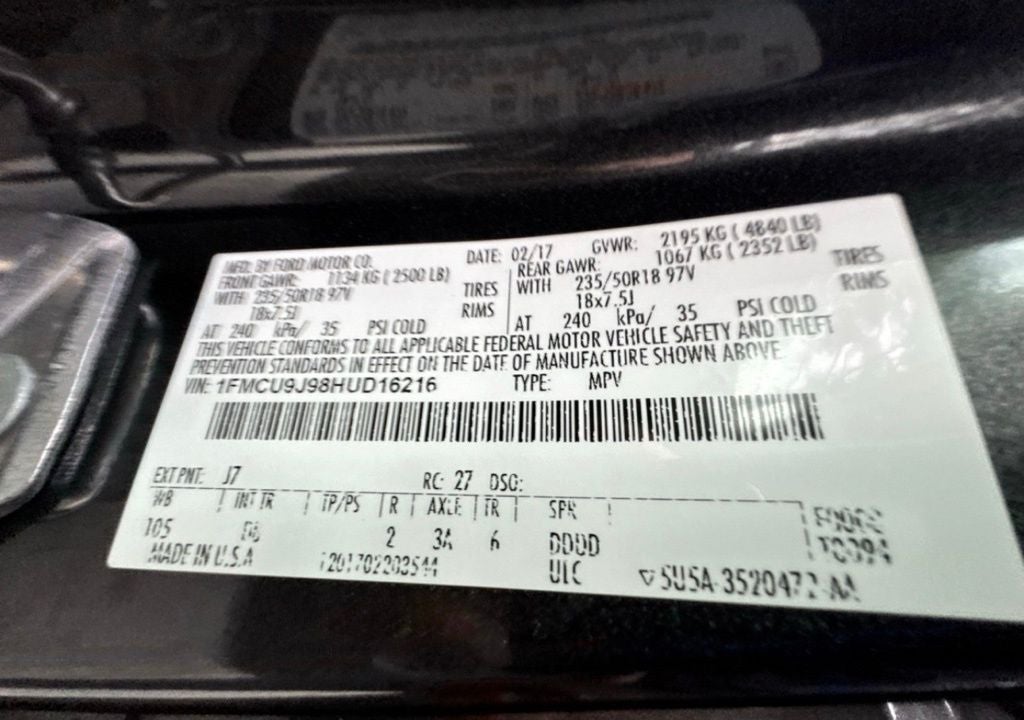 MFD. BY FORD MOTOR CO. DATE: 02/17 GVWR: 2195 KG ( 4840 LB)
FRONT GAWR: 1134 KG ( 2500 LB) REAR GAWR: 1067 KG ( 2352 LB)
WITH 235/50R18 97V TIRES WITH 235/50R18 97V TIRES
18x7.5J RIMS 18x7.5J RIMS
AT 240 kPa/ 35 PSI COLD AT 240 kPa/ 35 PSI COLD
THIS VEHICLE CONFORMS TO ALL APPLICABLE FEDERAL MOTOR VEHICLE SAFETY AND THEFT
PREVENTION STANDARDS IN EFFECT ON THE DATE OF MANUFACTURE SHOWN ABOVE
VIN: 1FMCU9J98HUD16216 TYPE: MPV
EXT PNT: J7 RC: 27 DSO:
WB INT TR TP/PS R AXLE TR SPR
105 2 3A 6 DDDD
MADE IN U.S.A ULC